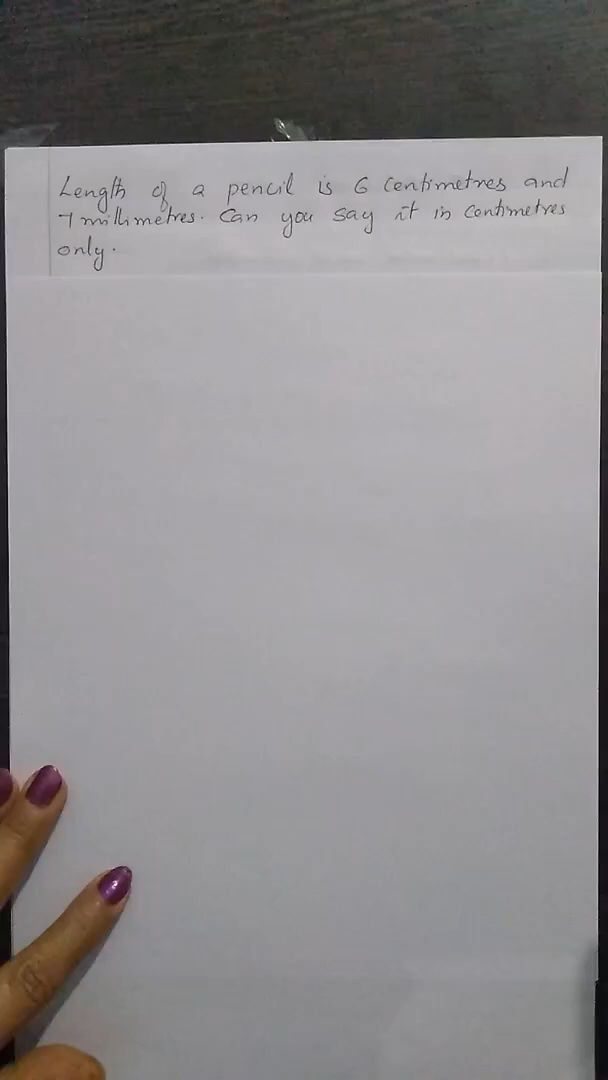 Length of a pencil is 6 Centimetres and
7 millimetres. Can you say it in Centimetres
only.